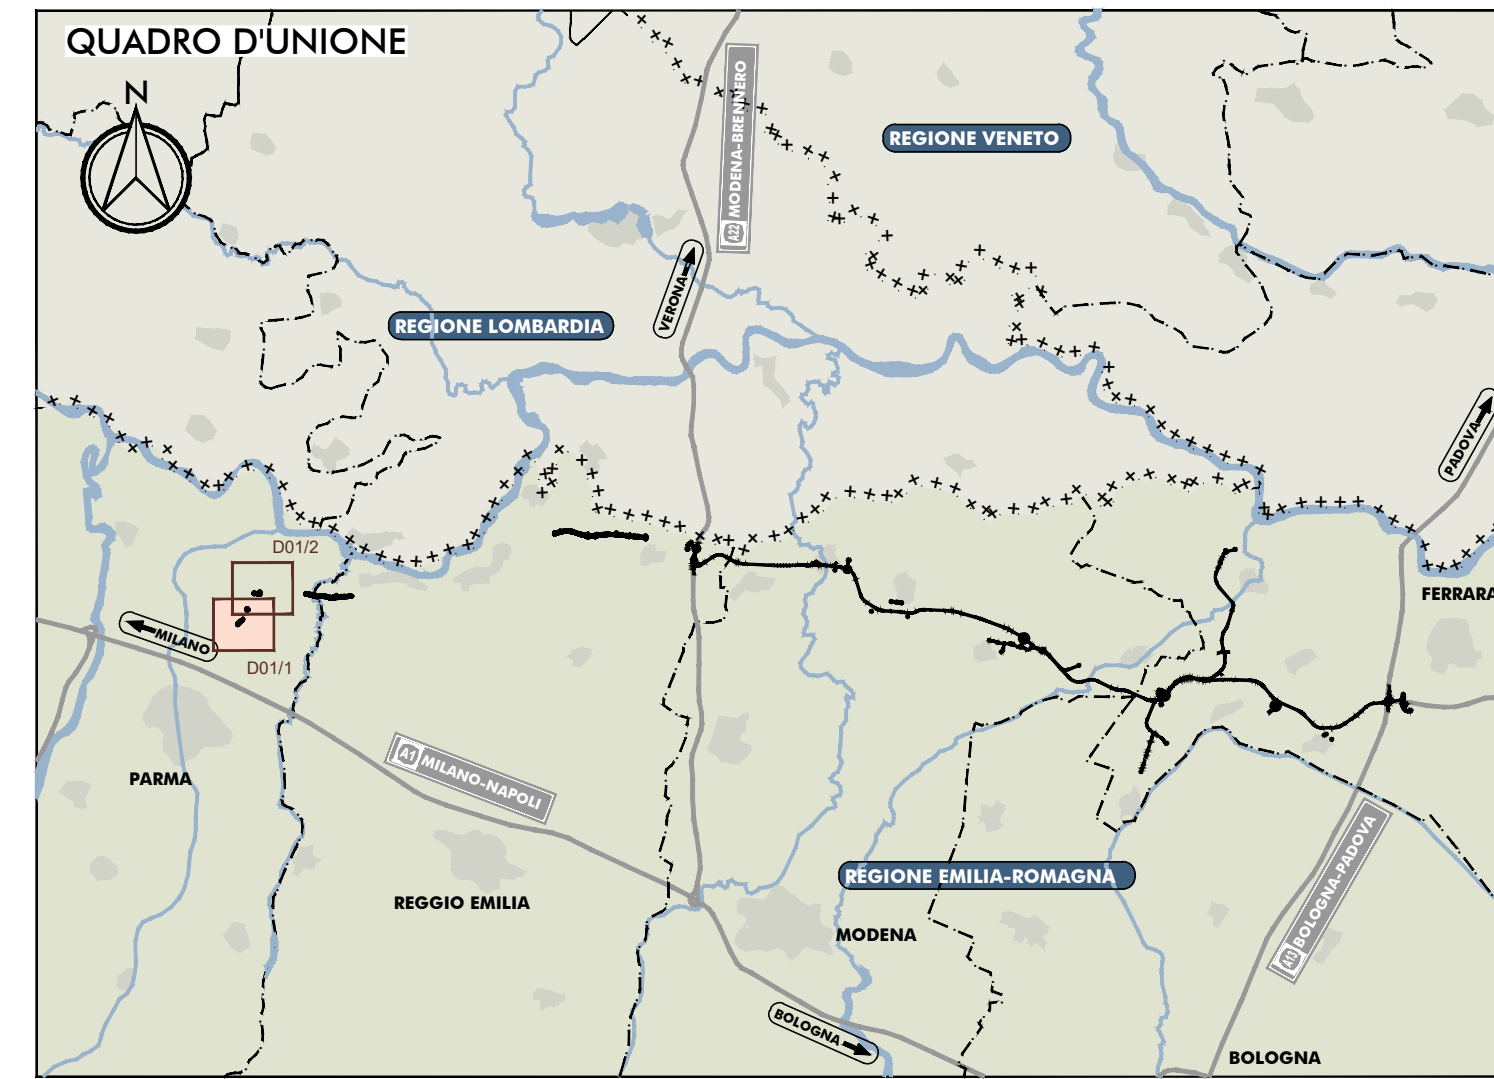 QUADRO D'UNIONE
N
A22 MODENA-BRENNERO
REGIONE VENETO
VERONA
REGIONE LOMBARDIA
PADOVA
D01/2
FERRARA
MILANO
D01/1
PARMA
A1 MILANO-NAPOLI
REGIONE EMILIA-ROMAGNA
A13 BOLOGNA-PADOVA
REGGIO EMILIA
MODENA
BOLOGNA
BOLOGNA